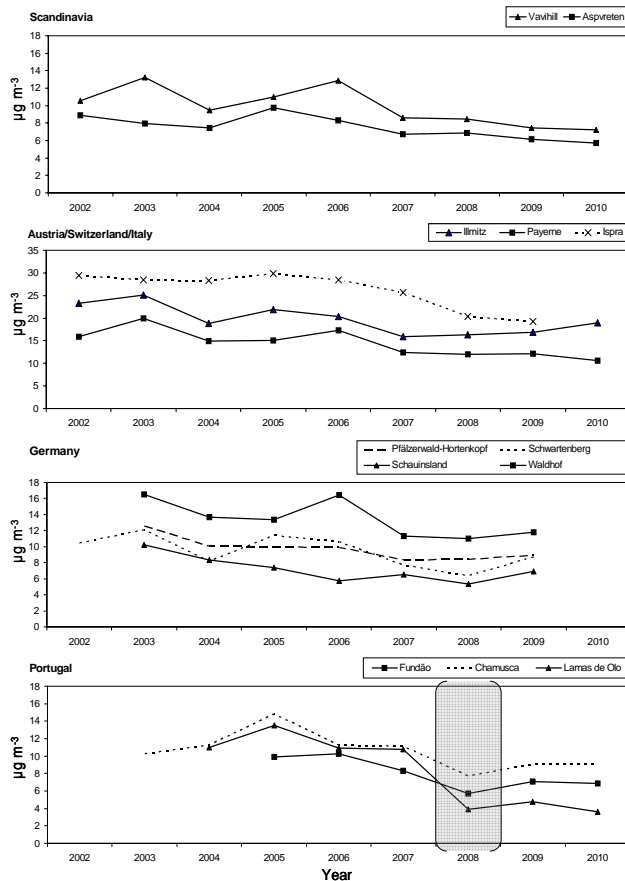 Scandinavia
Vavihill Aspvreten
18
16
14
12
10
8
6
4
2
0
µg m-3
2002 2003 2004 2005 2006 2007 2008 2009 2010
Austria/Switzerland/Italy
Illmitz Payerne Ispra
35
30
25
20
15
10
5
0
µg m-3
2002 2003 2004 2005 2006 2007 2008 2009 2010
Germany
Pfälzerwald-Hortenkopf Schwartenberg
Schauinsland Waldhof
18
16
14
12
10
8
6
4
2
0
µg m-3
2002 2003 2004 2005 2006 2007 2008 2009 2010
Portugal
Fundão Chamusca Lamas de Olo
18
16
14
12
10
8
6
4
2
0
µg m-3
2002 2003 2004 2005 2006 2007 2008 2009 2010
Year